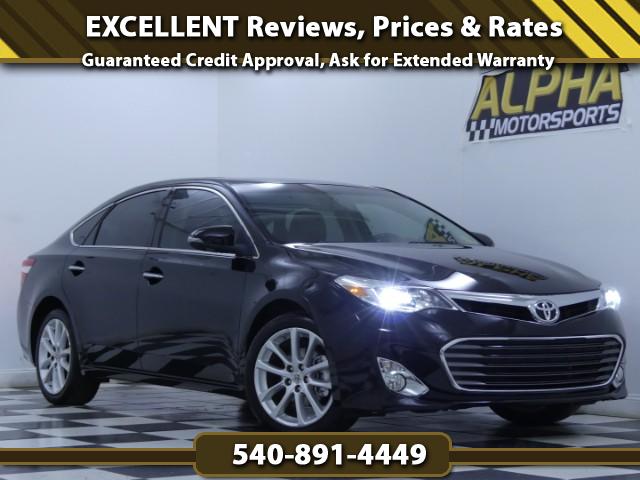 EXCELLENT Reviews, Prices & Rates
Guaranteed Credit Approval, Ask for Extended Warranty
ALPHA
MOTORSPORTS
540-891-4449